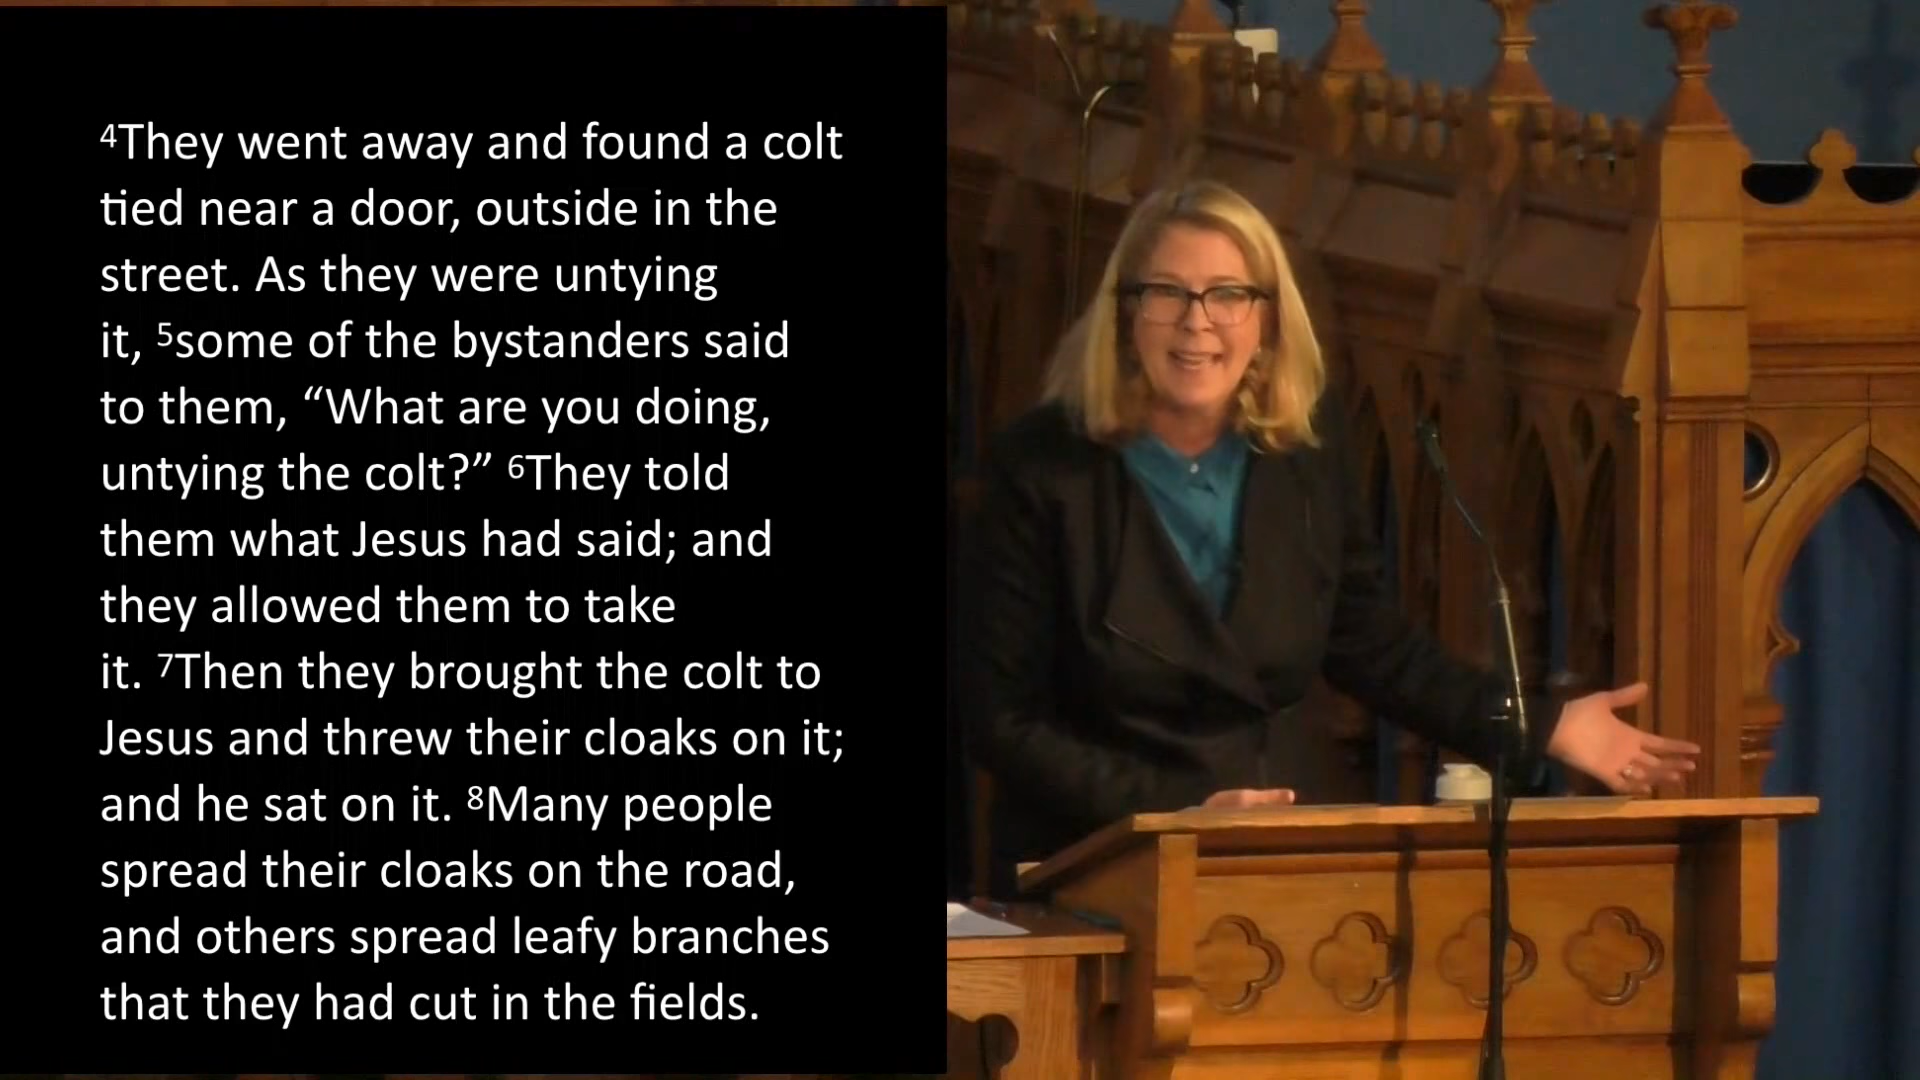 ⁴They went away and found a colt
tied near a door, outside in the
street. As they were untying
it, ⁵some of the bystanders said
to them, “What are you doing,
untying the colt?” ⁶They told
them what Jesus had said; and
they allowed them to take
it. ⁷Then they brought the colt to
Jesus and threw their cloaks on it;
and he sat on it. ⁸Many people
spread their cloaks on the road,
and others spread leafy branches
that they had cut in the fields.